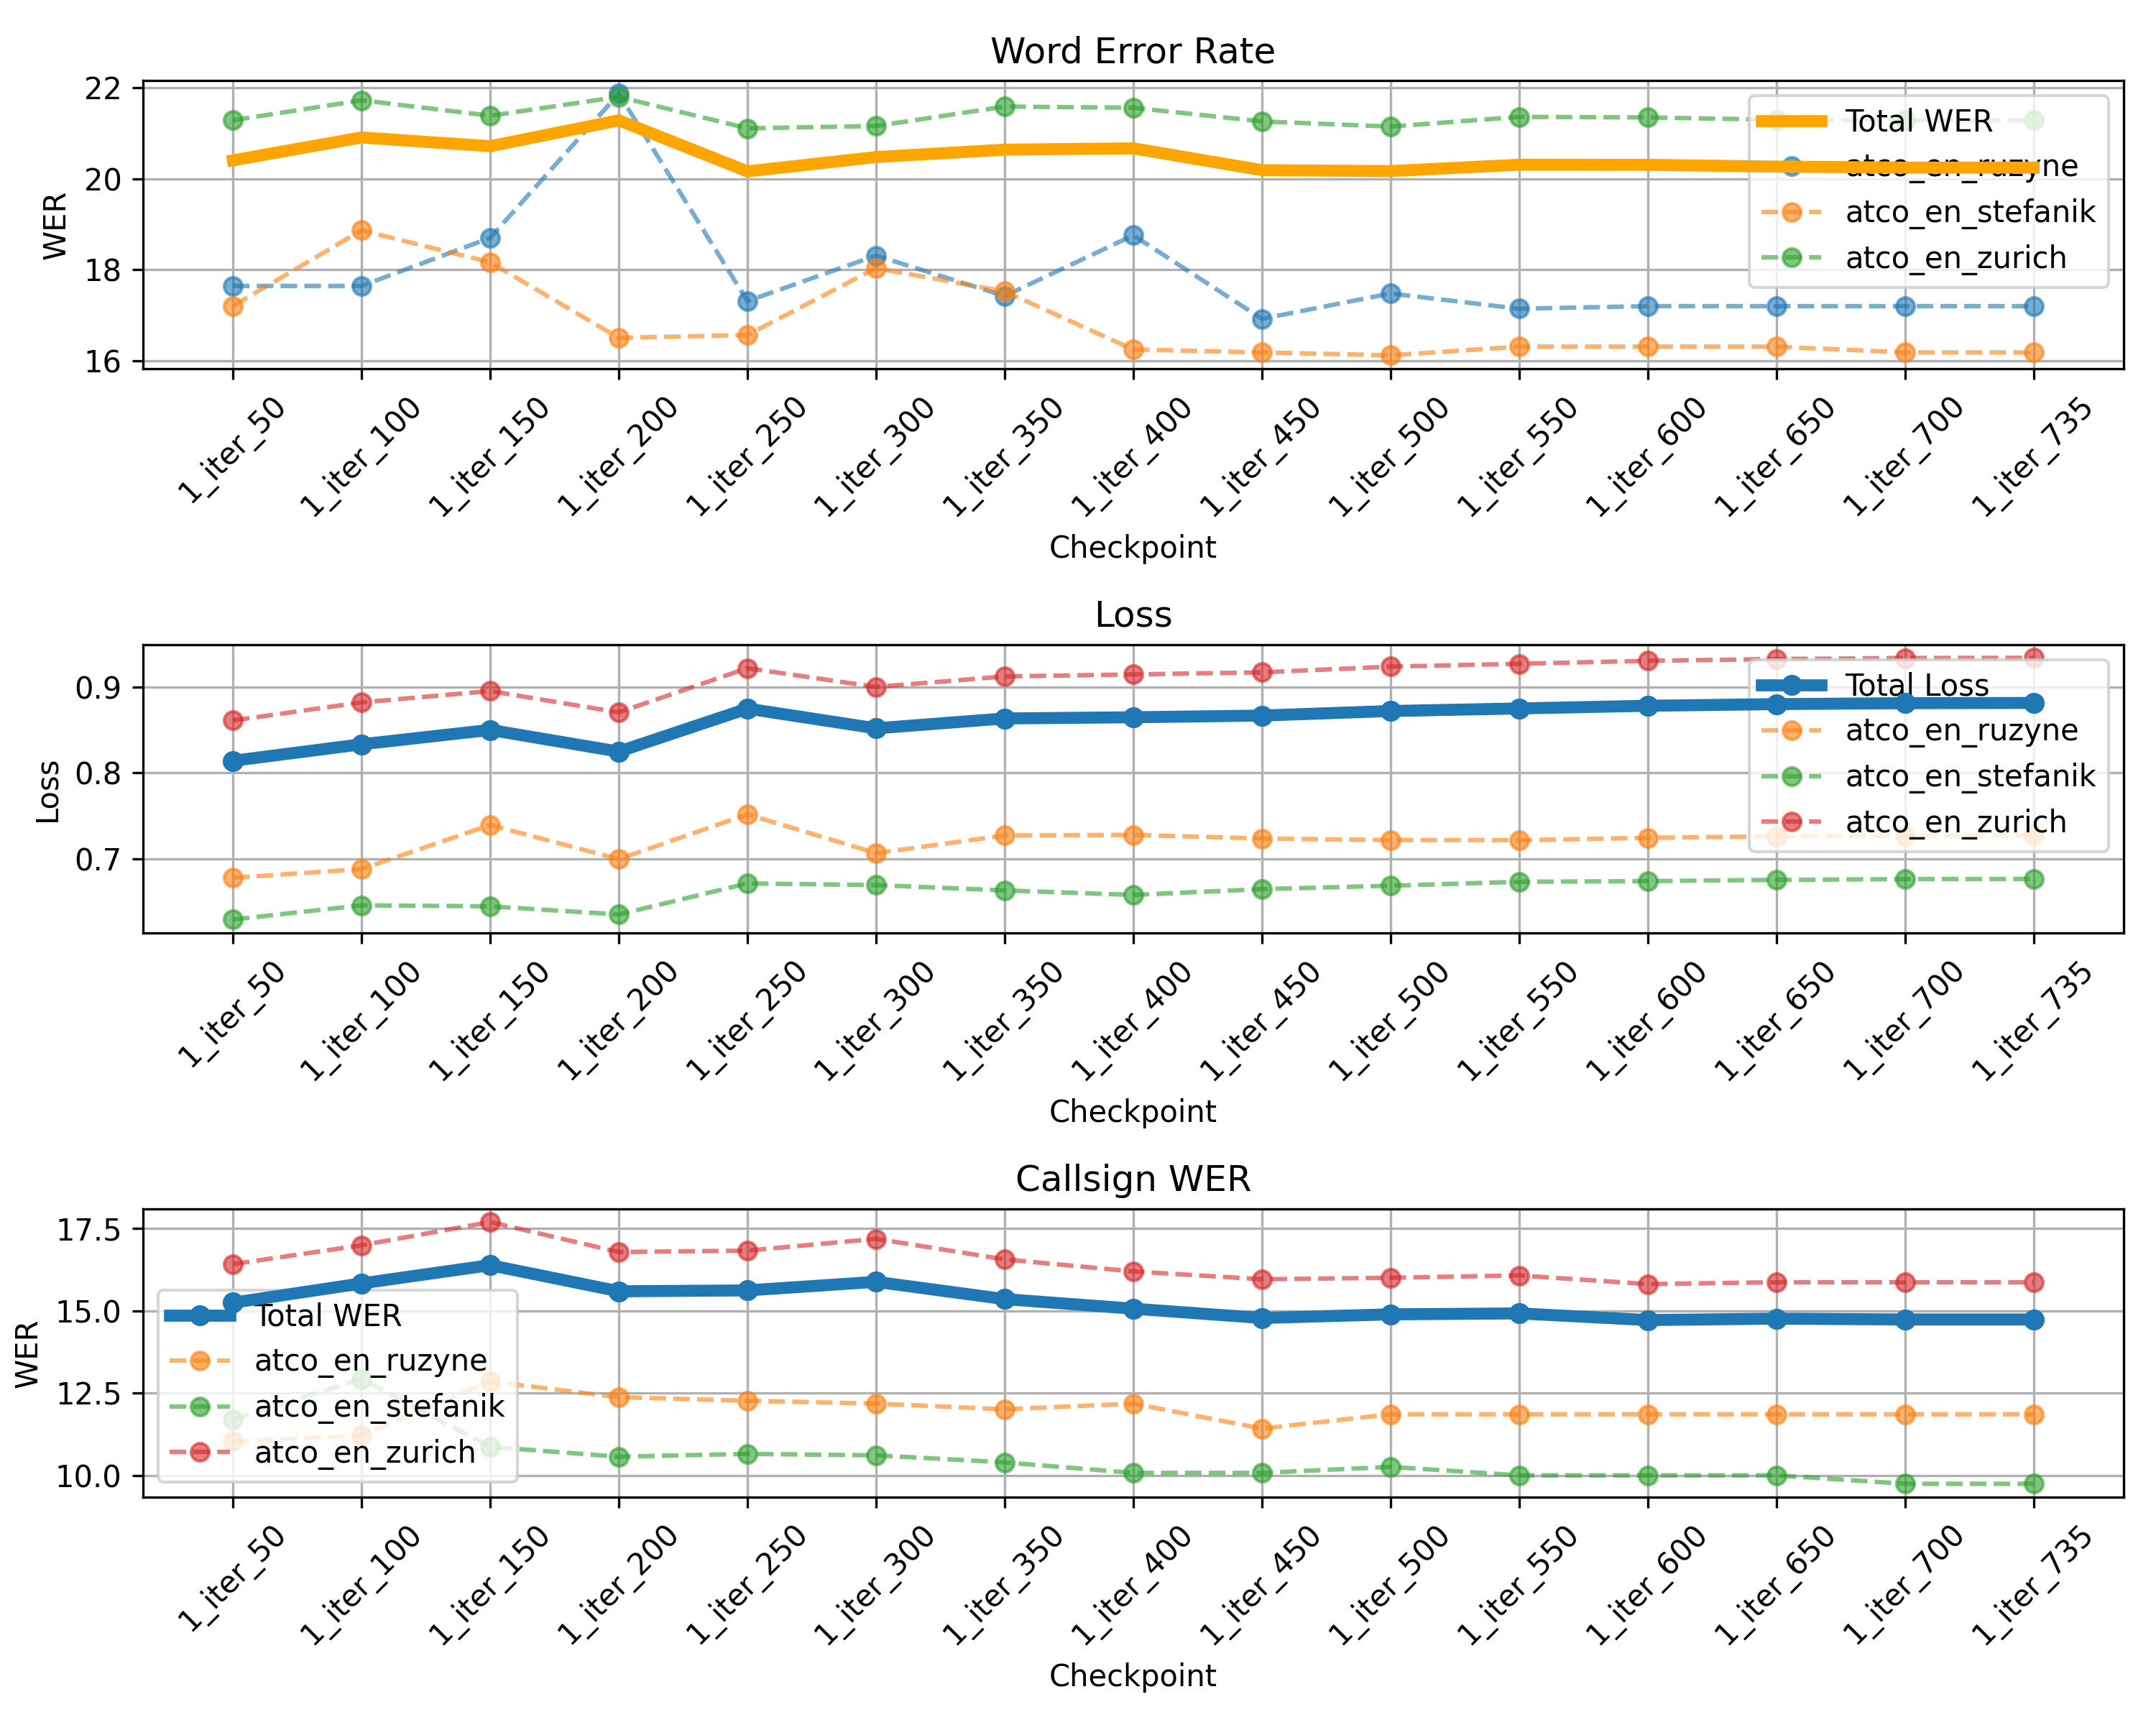 Word Error Rate
WER
22
20
18
16
Total WER
atco_en_ruzyne
atco_en_stefanik
atco_en_zurich
1_iter_50
1_iter_100
1_iter_150
1_iter_200
1_iter_250
1_iter_300
1_iter_350
1_iter_400
1_iter_450
1_iter_500
1_iter_550
1_iter_600
1_iter_650
1_iter_700
1_iter_735
Checkpoint
Loss
Loss
0.9
0.8
0.7
Total Loss
atco_en_ruzyne
atco_en_stefanik
atco_en_zurich
1_iter_50
1_iter_100
1_iter_150
1_iter_200
1_iter_250
1_iter_300
1_iter_350
1_iter_400
1_iter_450
1_iter_500
1_iter_550
1_iter_600
1_iter_650
1_iter_700
1_iter_735
Checkpoint
Callsign WER
WER
17.5
15.0
12.5
10.0
Total WER
atco_en_ruzyne
atco_en_stefanik
atco_en_zurich
1_iter_50
1_iter_100
1_iter_150
1_iter_200
1_iter_250
1_iter_300
1_iter_350
1_iter_400
1_iter_450
1_iter_500
1_iter_550
1_iter_600
1_iter_650
1_iter_700
1_iter_735
Checkpoint